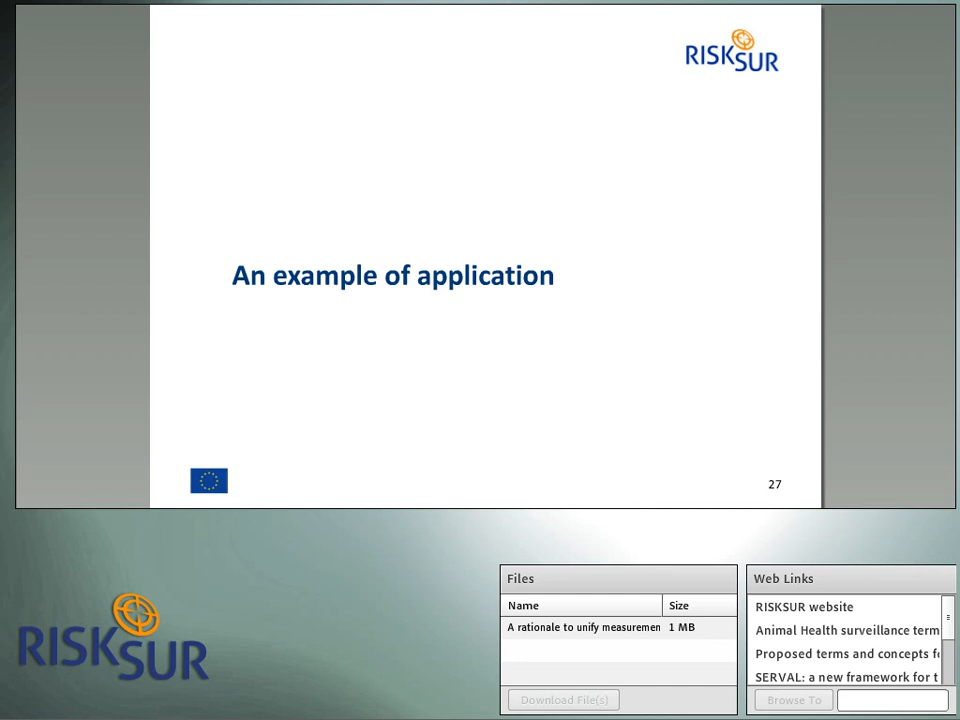 RISKSUR
An example of application
27
RISKSUR
Files
Name Size
A rationale to unify measuremen 1 MB
Download File(s)
Web Links
RISKSUR website
Animal Health surveillance term
Proposed terms and concepts fo
SERVAL: a new framework for t
Browse To